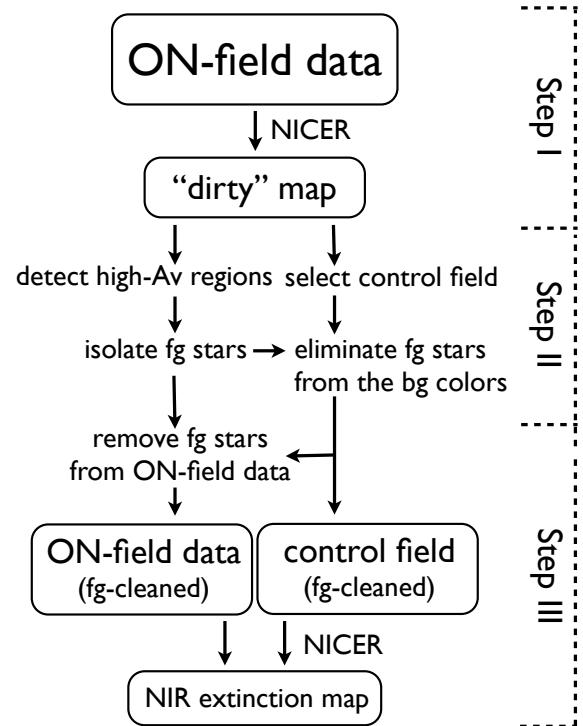 ON-field data
NICER
“dirty” map
Step I
detect high-Av regions
select control field
isolate fg stars
eliminate fg stars
from the bg colors
Step II
remove fg stars
from ON-field data
ON-field data
(fg-cleaned)
control field
(fg-cleaned)
NICER
NIR extinction map
Step III